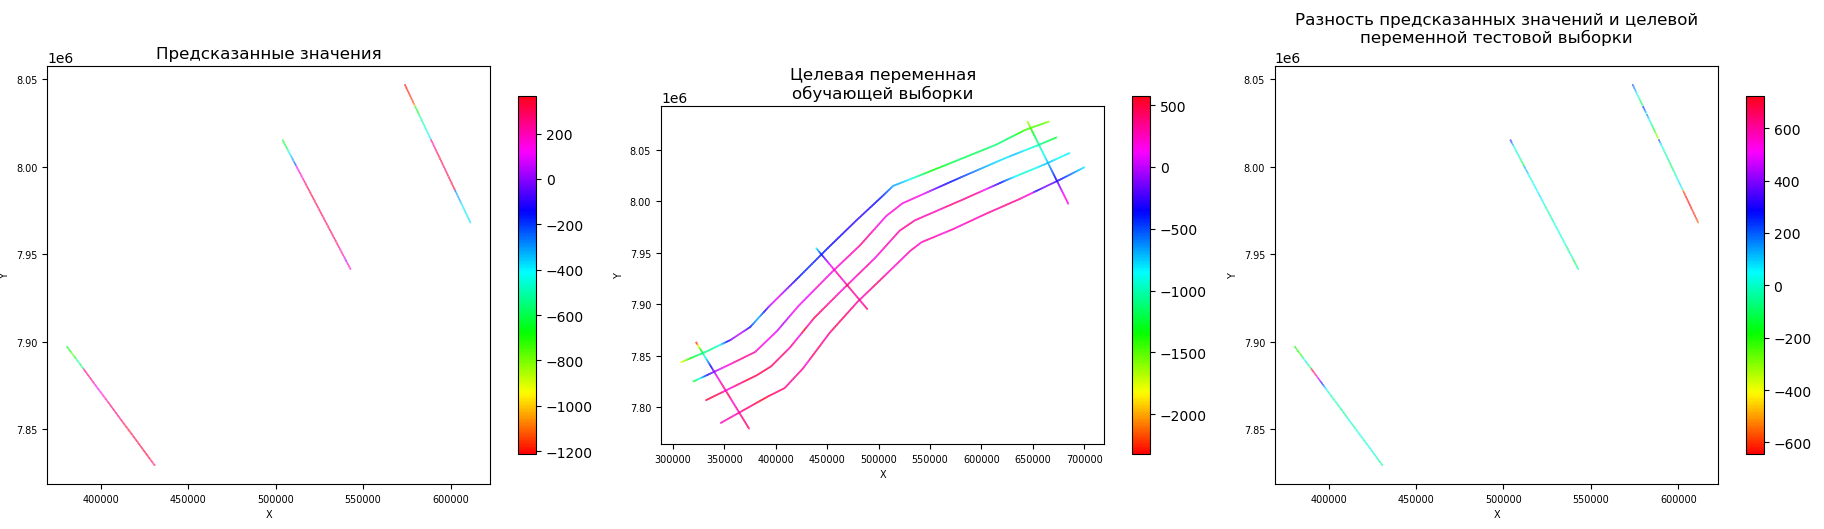 Предсказанные значения
1e6
8.05
8.00
7.95
7.90
7.85
Y
400000 450000 500000 550000 600000
X
200
0
−200
−400
−600
−800
−1000
−1200
Целевая переменная
обучающей выборки
1e6
8.05
8.00
7.95
7.90
7.85
7.80
Y
300000 350000 400000 450000 500000 550000 600000 650000 700000
X
500
0
−500
−1000
−1500
−2000
Разность предсказанных значений и целевой
переменной тестовой выборки
1e6
8.05
8.00
7.95
7.90
7.85
Y
400000 450000 500000 550000 600000
X
600
400
200
0
−200
−400
−600